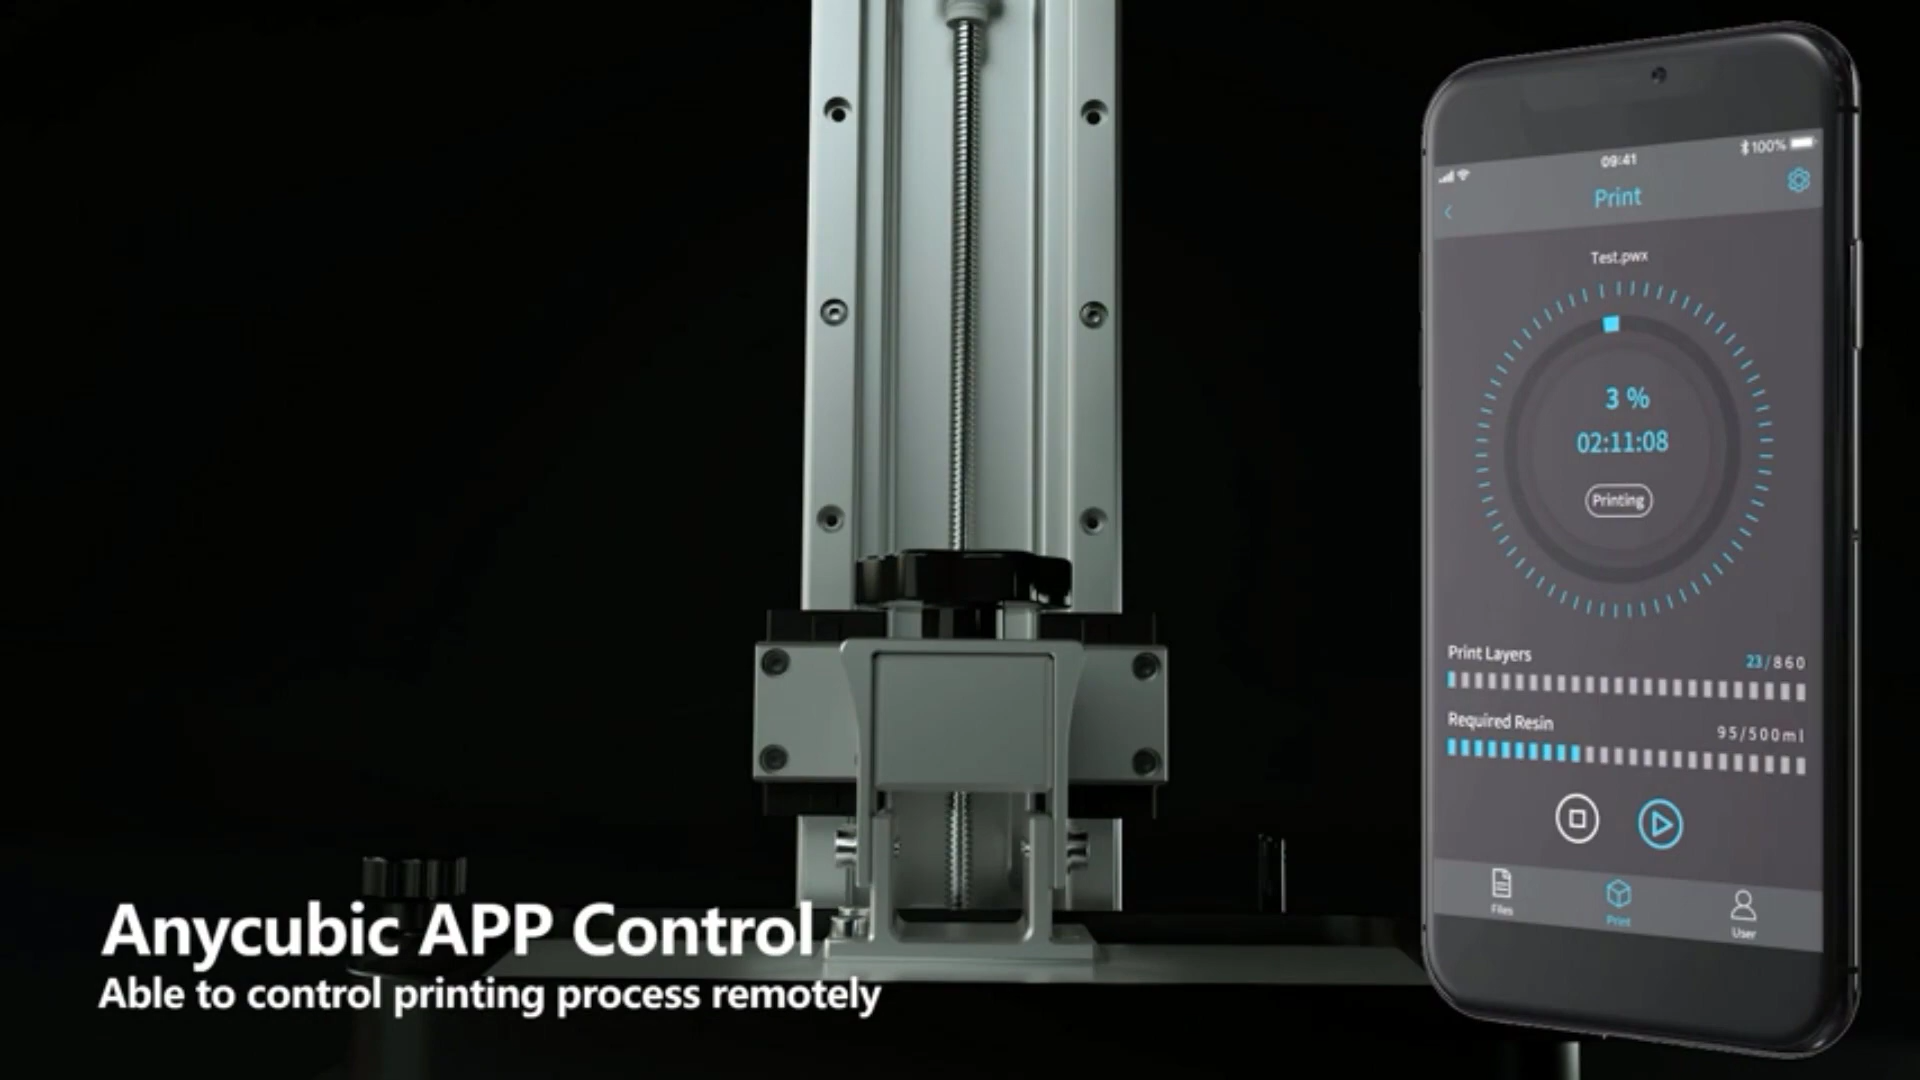 Anycubic APP Control
Able to control printing process remotely
09:41
100%
Print
Test.pwx
3 %
02:11:08
Printing
Print Layers
23/860
Required Resin
95/500ml
Files
Print
User